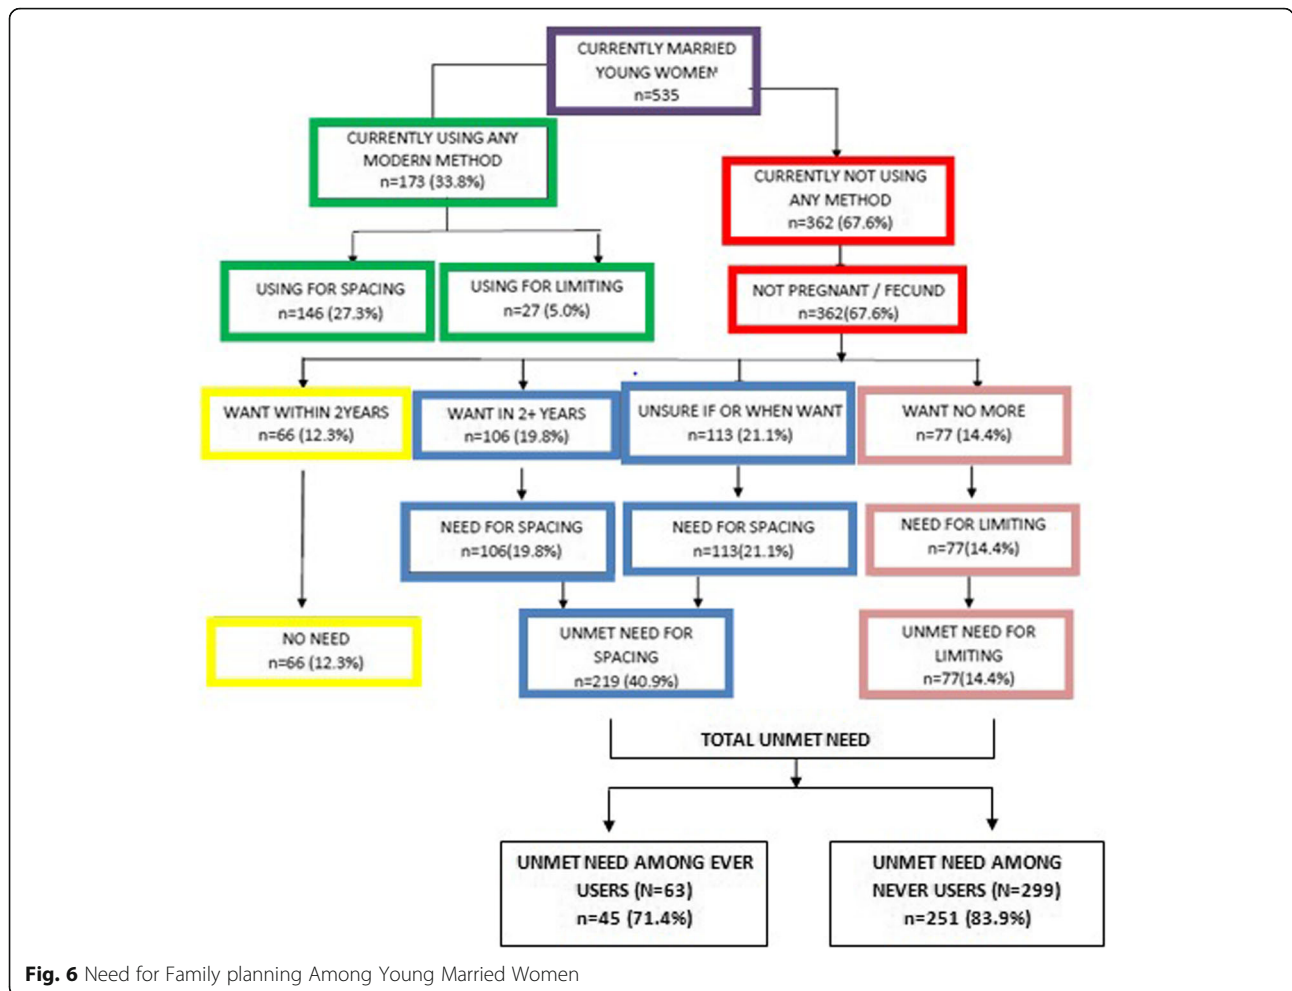 CURRENTLY MARRIED
YOUNG WOMEN
n=535
CURRENTLY USING ANY
MODERN METHOD
n=173 (33.8%)
CURRENTLY NOT USING
ANY METHOD
n=362 (67.6%)
USING FOR SPACING
n=146 (27.3%)
USING FOR LIMITING
n=27 (5.0%)
NOT PREGNANT / FECUND
n=362(67.6%)
WANT WITHIN 2YEARS
n=66 (12.3%)
WANT IN 2+ YEARS
n=106 (19.8%)
UNSURE IF OR WHEN WANT
n=113 (21.1%)
WANT NO MORE
n=77 (14.4%)
NEED FOR SPACING
n=106(19.8%)
NEED FOR SPACING
n=113(21.1%)
NEED FOR LIMITING
n=77(14.4%)
NO NEED
n=66 (12.3%)
UNMET NEED FOR
SPACING
n=219 (40.9%)
UNMET NEED FOR
LIMITING
n=77(14.4%)
TOTAL UNMET NEED
UNMET NEED AMONG EVER
USERS (N=63)
n=45 (71.4%)
UNMET NEED AMONG
NEVER USERS (N=299)
n=251 (83.9%)
Fig. 6 Need for Family planning Among Young Married Women